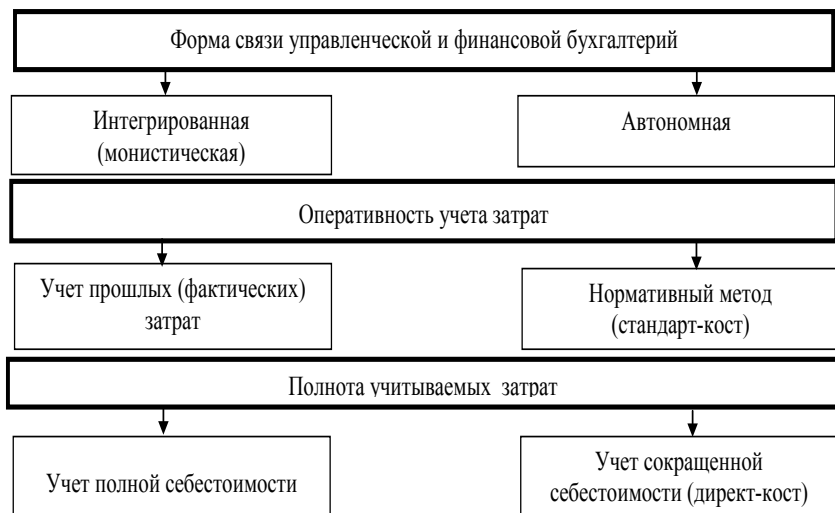 Форма связи управленческой и финансовой бухгалтерий
Интегрированная
(монистическая)
Автономная
Оперативность учета затрат
Учет прошлых (фактических)
затрат
Нормативный метод
(стандарт-кост)
Полнота учитываемых затрат
Учет полной себестоимости
Учет сокращенной
себестоимости (директ-кост)